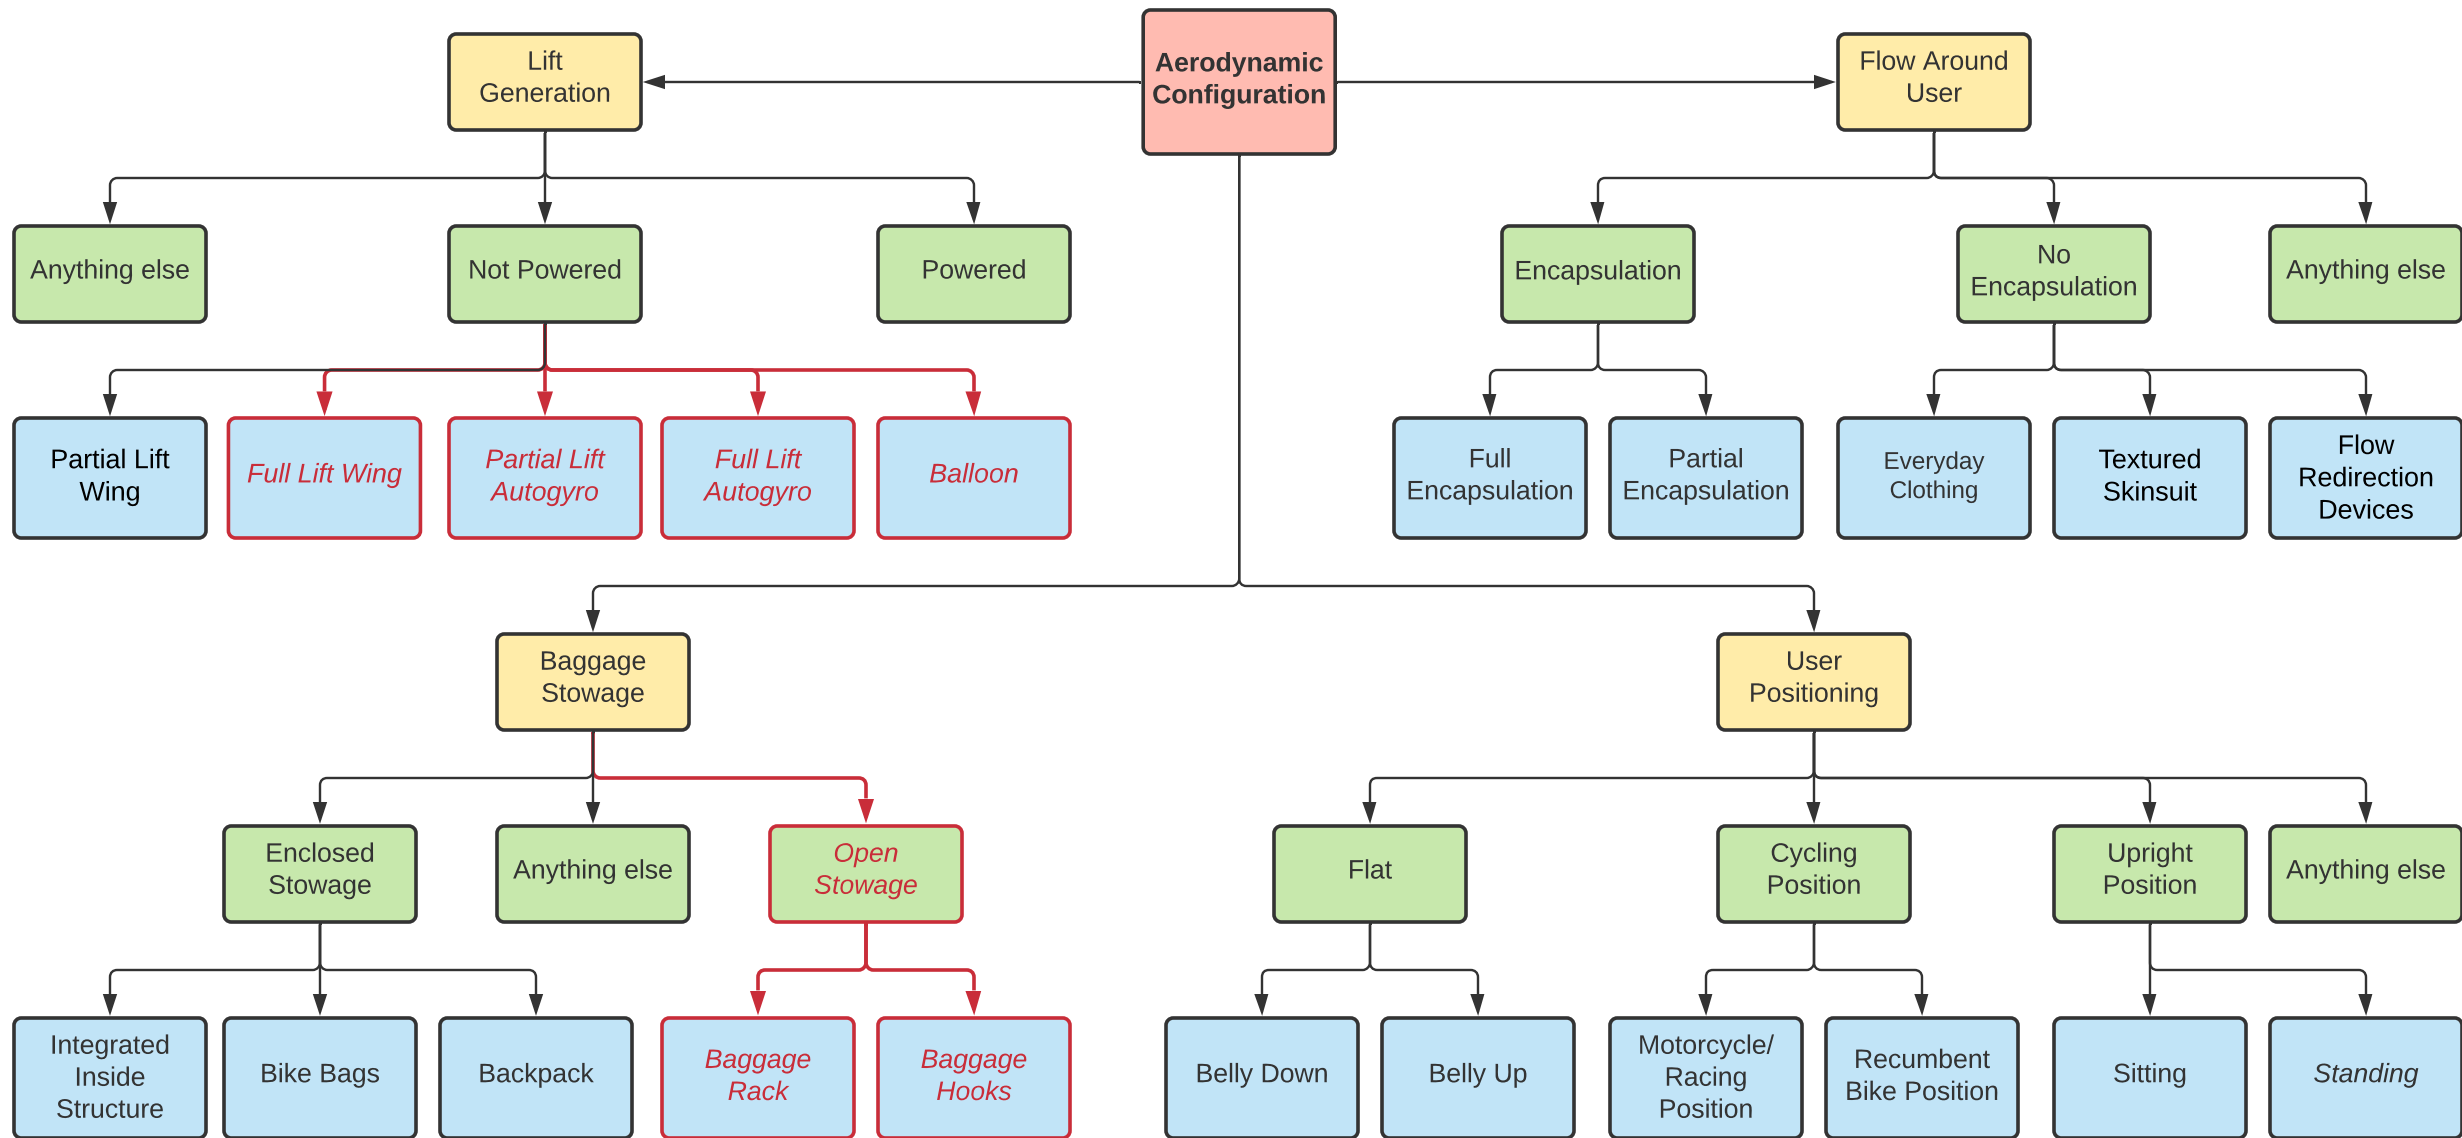 Lift
Generation
Aerodynamic
Configuration
Flow Around
User
Anything else
Not Powered
Powered
Encapsulation
No
Encapsulation
Anything else
Partial Lift
Wing
Full Lift Wing
Partial Lift
Autogyro
Full Lift
Autogyro
Balloon
Full
Encapsulation
Partial
Encapsulation
Everyday
Clothing
Textured
Skinsuit
Flow
Redirection
Devices
Baggage
Stowage
User
Positioning
Enclosed
Stowage
Anything else
Open
Stowage
Flat
Cycling
Position
Upright
Position
Anything else
Integrated
Inside
Structure
Bike Bags
Backpack
Baggage
Rack
Baggage
Hooks
Belly Down
Belly Up
Motorcycle/
Racing
Position
Recumbent
Bike Position
Sitting
Standing